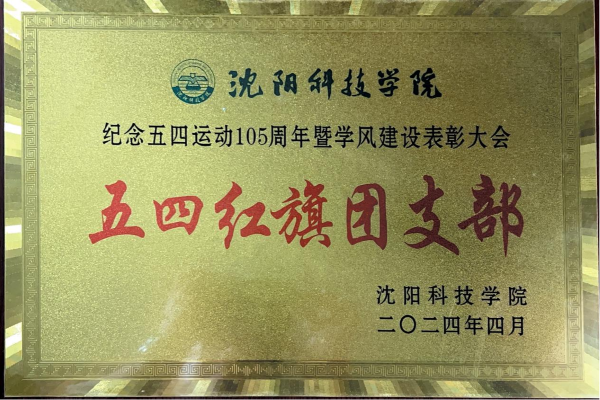 沈阳科技学院
纪念五四运动105周年暨学风建设表彰大会
五四红旗团支部
沈阳科技学院
二〇二四年四月